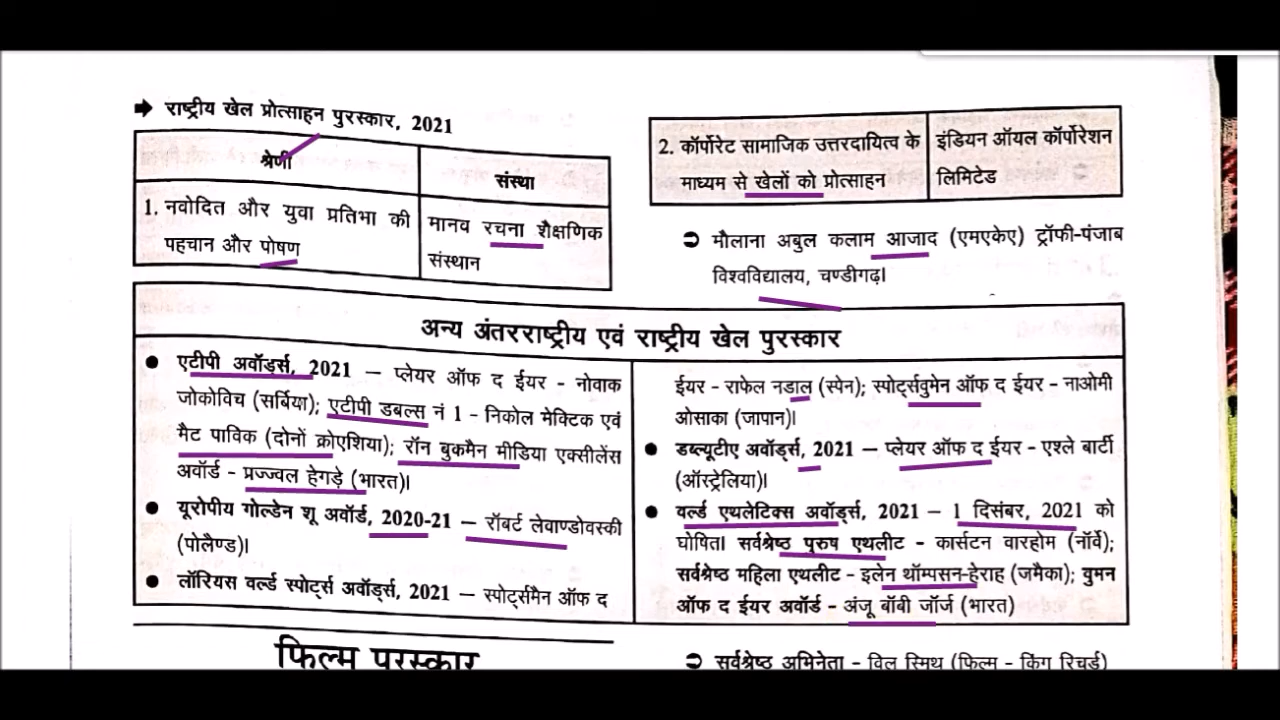 ➡ राष्ट्रीय खेल प्रोत्साहन पुरस्कार, 2021
श्रेणी
संस्था
1. नवोदित और युवा प्रतिभा की
पहचान और पोषण
मानव रचना शैक्षणिक
संस्थान
2. कॉर्पोरेट सामाजिक उत्तरदायित्व के
माध्यम से खेलों को प्रोत्साहन
इंडियन ऑयल कॉर्पोरेशन
लिमिटेड
➲ मौलाना अबुल कलाम आजाद (एमएकेए) ट्रॉफी-पंजाब
विश्वविद्यालय, चण्डीगढ़।
अन्य अंतरराष्ट्रीय एवं राष्ट्रीय खेल पुरस्कार
● एटीपी अवॉर्ड्स, 2021 – प्लेयर ऑफ द ईयर - नोवाक
जोकोविच (सर्बिया); एटीपी डबल्स नं 1 - निकोल मेक्टिक एवं
मैट पाविक (दोनों क्रोएशिया); रॉन बुकमैन मीडिया एक्सीलेंस
अवॉर्ड - प्रज्ज्वल हेगड़े (भारत)।
● यूरोपीय गोल्डेन शू अवॉर्ड, 2020-21 – रॉबर्ट लेवाण्डोवस्की
(पोलैण्ड)।
● लॉरियस वर्ल्ड स्पोर्ट्स अवॉर्ड्स, 2021 – स्पोर्ट्समैन ऑफ द
ईयर - राफेल नडाल (स्पेन); स्पोर्ट्सवुमेन ऑफ द ईयर - नाओमी
ओसाका (जापान)।
● डब्ल्यूटीए अवॉर्ड्स, 2021 – प्लेयर ऑफ द ईयर - एश्ले बार्टी
(ऑस्ट्रेलिया)।
● वर्ल्ड एथलेटिक्स अवॉर्ड्स, 2021 – 1 दिसंबर, 2021 को
घोषित। सर्वश्रेष्ठ पुरुष एथलीट - कार्सटन वारहोम (नॉर्वे);
सर्वश्रेष्ठ महिला एथलीट - इलेन थॉम्पसन-हेराह (जमैका); वुमन
ऑफ द ईयर अवॉर्ड - अंजू बॉबी जॉर्ज (भारत)
फिल्म पुरस्कार
➲ सर्वश्रेष्ठ अभिनेता - विल स्मिथ (फिल्म - किंग रिचर्ड)